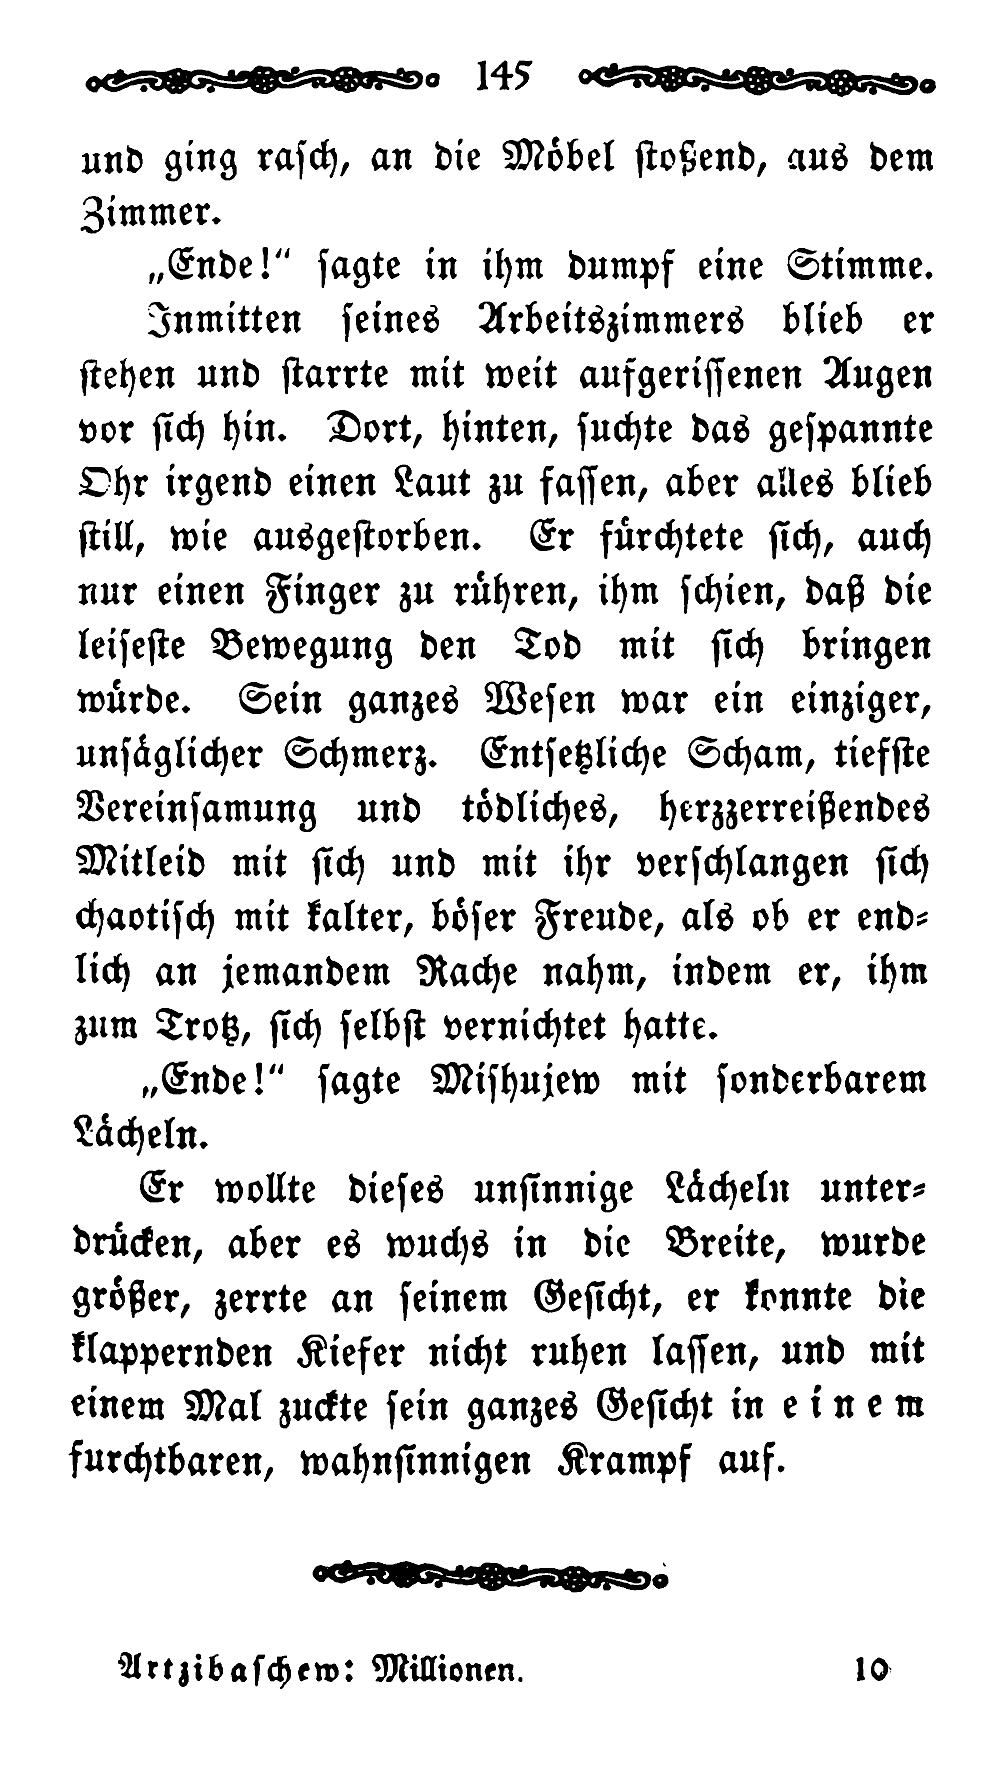 145
und ging rasch, an die Möbel stoßend, aus dem
Zimmer.
„Ende!“ sagte in ihm dumpf eine Stimme.
Inmitten seines Arbeitszimmers blieb er
stehen und starrte mit weit aufgerissenen Augen
vor sich hin. Dort, hinten, suchte das gespannte
Ohr irgend einen Laut zu fassen, aber alles blieb
still, wie ausgestorben. Er fürchtete sich, auch
nur einen Finger zu rühren, ihm schien, daß die
leiseste Bewegung den Tod mit sich bringen
würde. Sein ganzes Wesen war ein einziger,
unsäglicher Schmerz. Entsetzliche Scham, tiefste
Vereinsamung und tödliches, herzzerreißendes
Mitleid mit sich und mit ihr verschlangen sich
chaotisch mit kalter, böser Freude, als ob er end-
lich an jemandem Rache nahm, indem er, ihm
zum Trotz, sich selbst vernichtet hatte.
„Ende!“ sagte Mishujew mit sonderbarem
Lächeln.
Er wollte dieses unsinnige Lächeln unter-
drücken, aber es wuchs in die Breite, wurde
größer, zerrte an seinem Gesicht, er konnte die
klappernden Kiefer nicht ruhen lassen, und mit
einem Mal zuckte sein ganzes Gesicht in einem
furchtbaren, wahnsinnigen Krampf auf.
Artzibaschew: Millionen. 10